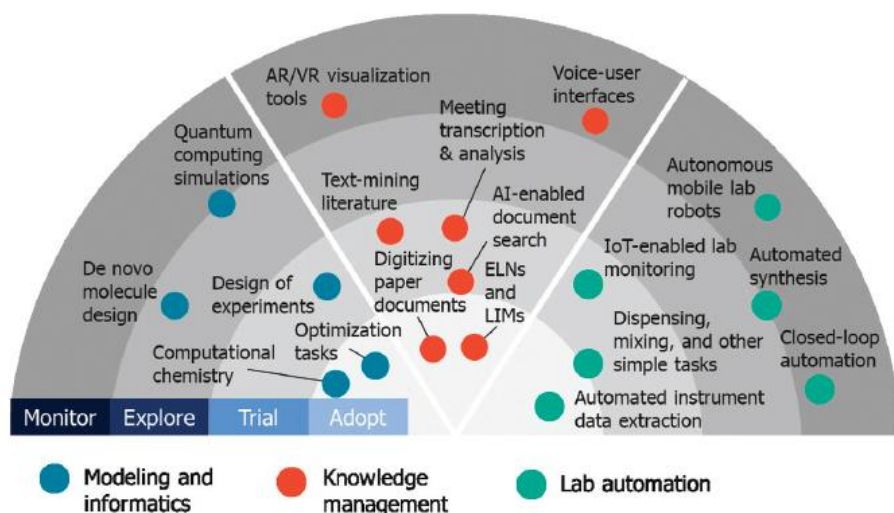 AR/VR visualization
tools
Voice-user
interfaces
Meeting
transcription
& analysis
Quantum
computing
simulations
Text-mining
literature
AI-enabled
document
search
Autonomous
mobile lab
robots
De novo
molecule
design
Design of
experiments
Digitizing
paper
documents
ELNs
and
LIMs
IoT-enabled lab
monitoring
Automated
synthesis
Optimization
tasks
Computational
chemistry
Dispensing,
mixing, and other
simple tasks
Closed-loop
automation
Automated instrument
data extraction
Monitor Explore Trial Adopt
Modeling and
informatics
Knowledge
management
Lab automation